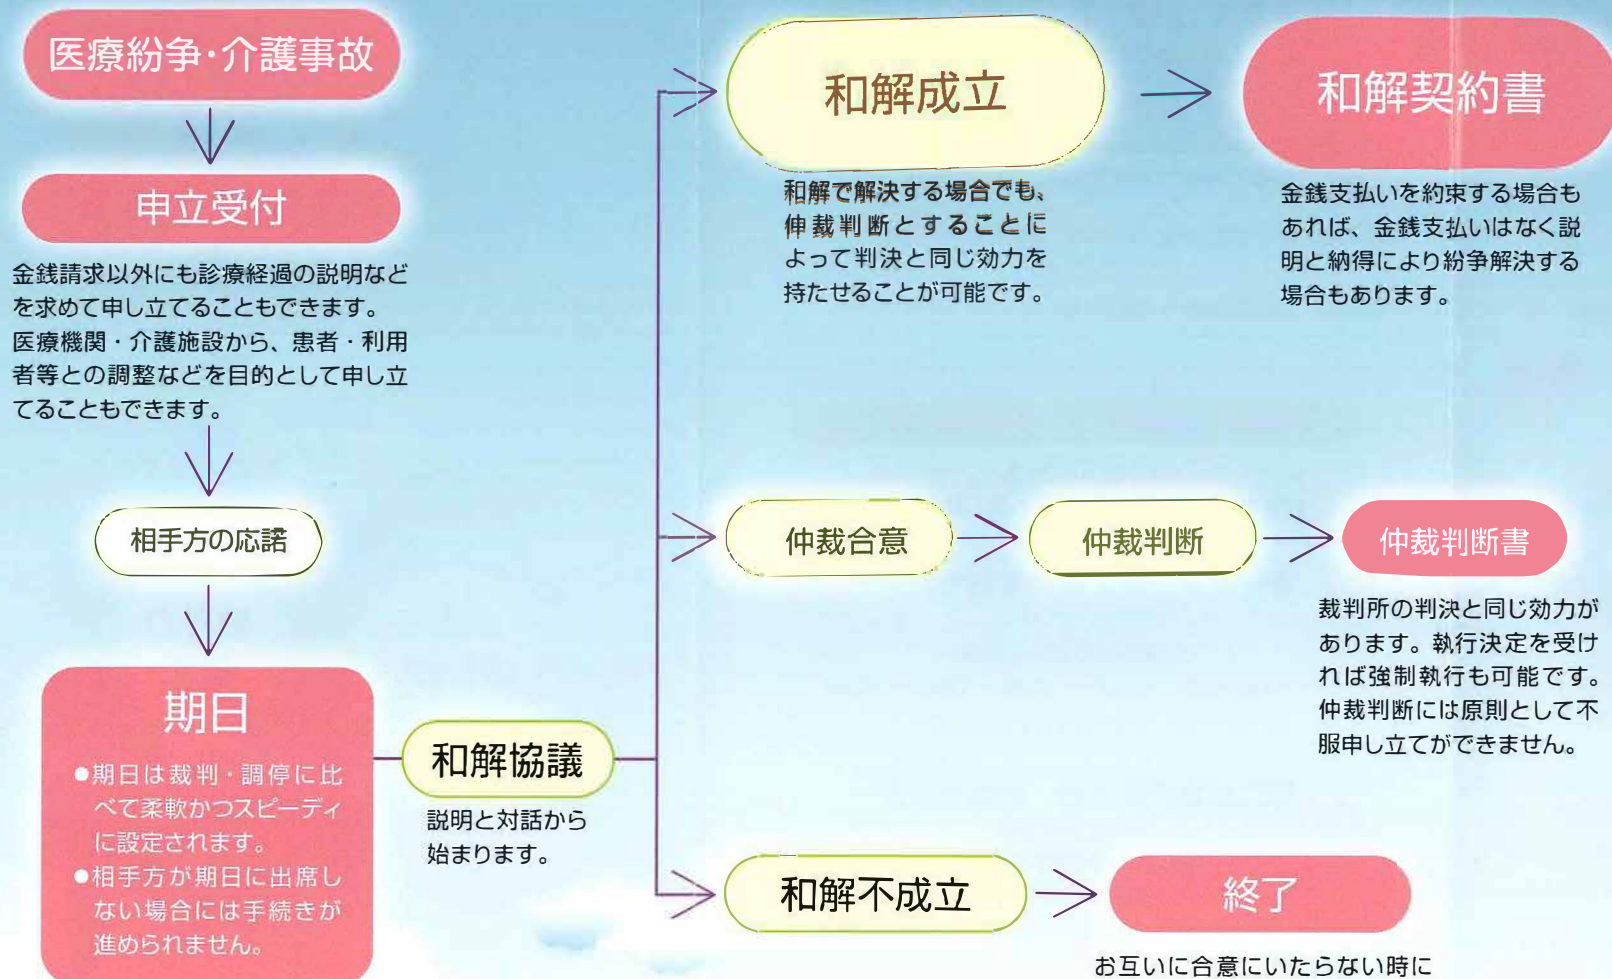 医療紛争・介護事故
申立受付
金銭請求以外にも診療経過の説明など
を求めて申し立てることもできます。
医療機関・介護施設から、患者・利用
者等との調整などを目的として申し立
てることもできます。
相手方の応諾
期日
●期日は裁判・調停に比
べて柔軟かつスピーディ
に設定されます。
●相手方が期日に出席し
ない場合には手続きが
進められません。
和解協議
説明と対話から
始まります。
和解成立
和解で解決する場合でも、
仲裁判断とすることに
よって判決と同じ効力を
持たせることが可能です。
和解契約書
金銭支払いを約束する場合も
あれば、金銭支払いはなく説
明と納得により紛争解決する
場合もあります。
仲裁合意
仲裁判断
仲裁判断書
裁判所の判決と同じ効力が
あります。執行決定を受け
れば強制執行も可能です。
仲裁判断には原則として不
服申し立てができません。
和解不成立
終了
お互いに合意にいたらない時に